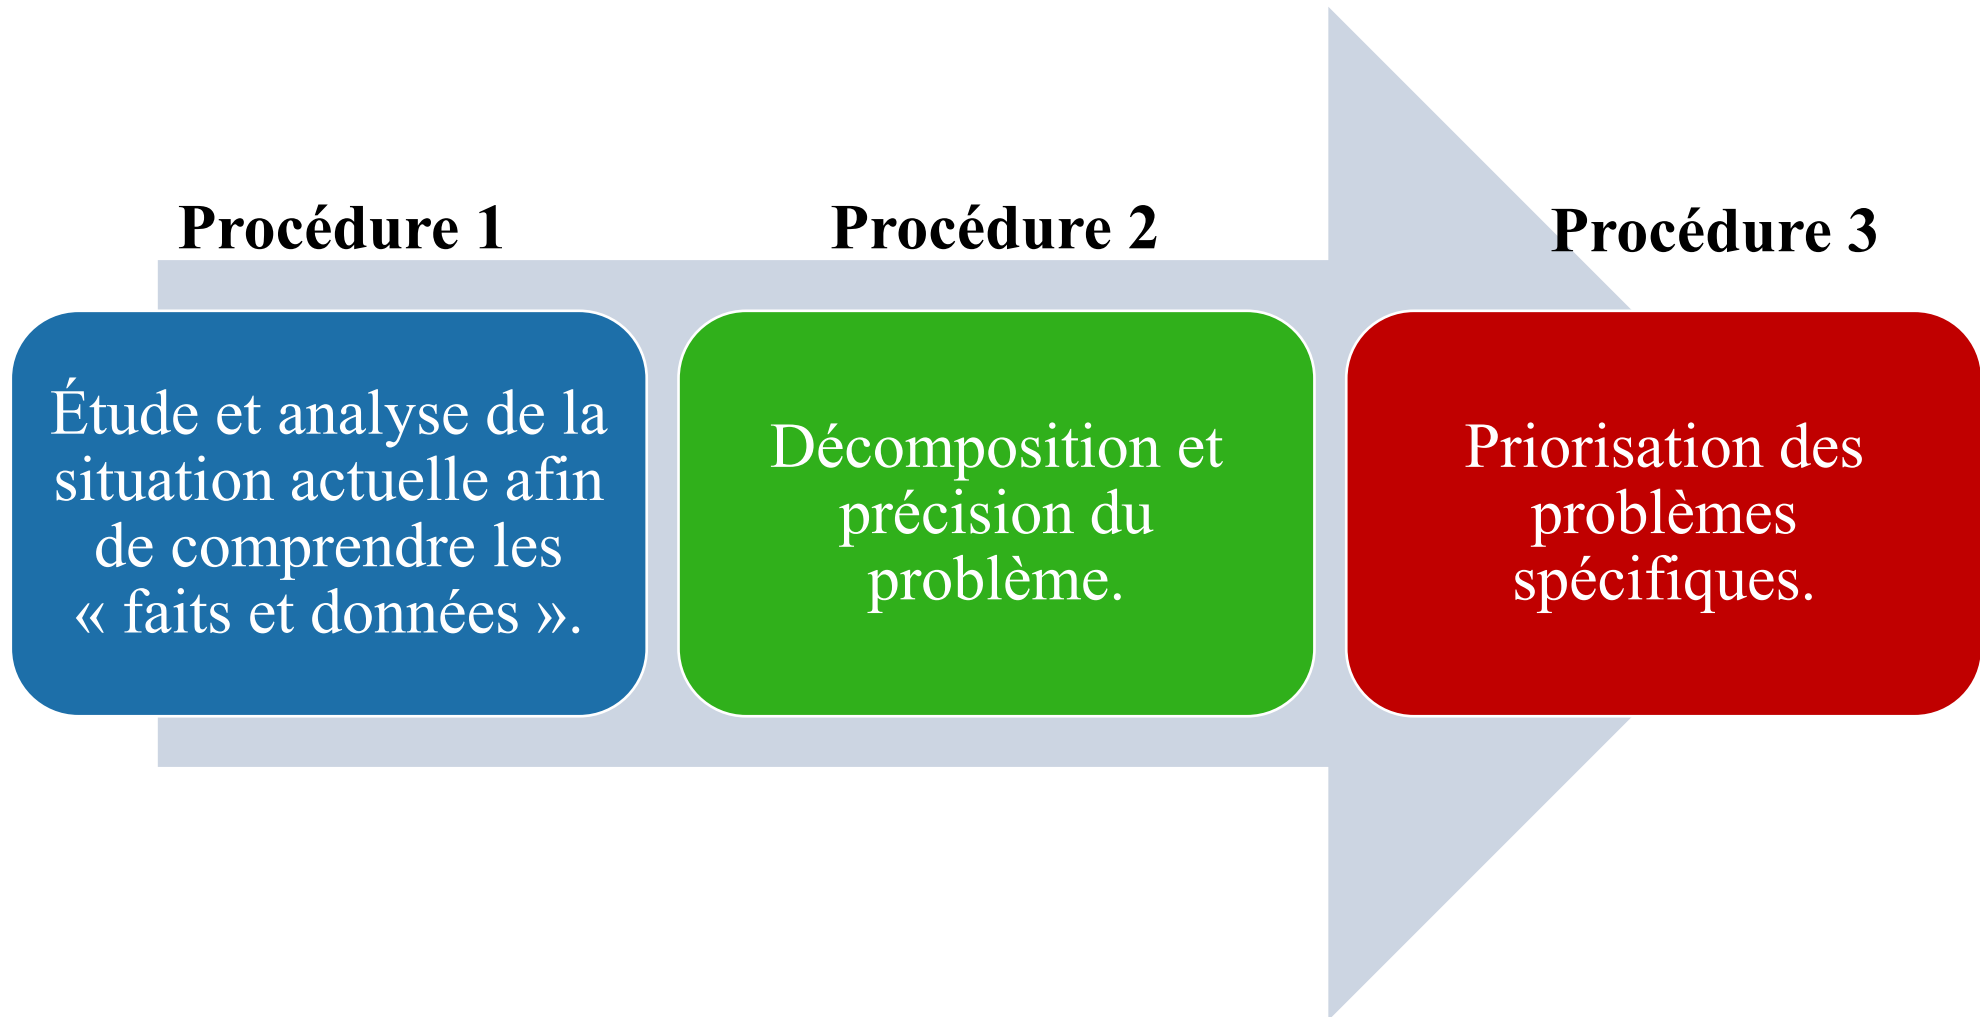 Procédure 1
Procédure 2
Procédure 3
Étude et analyse de la
situation actuelle afin
de comprendre les
« faits et données ».
Décomposition et
précision du
problème.
Priorisation des
problèmes
spécifiques.